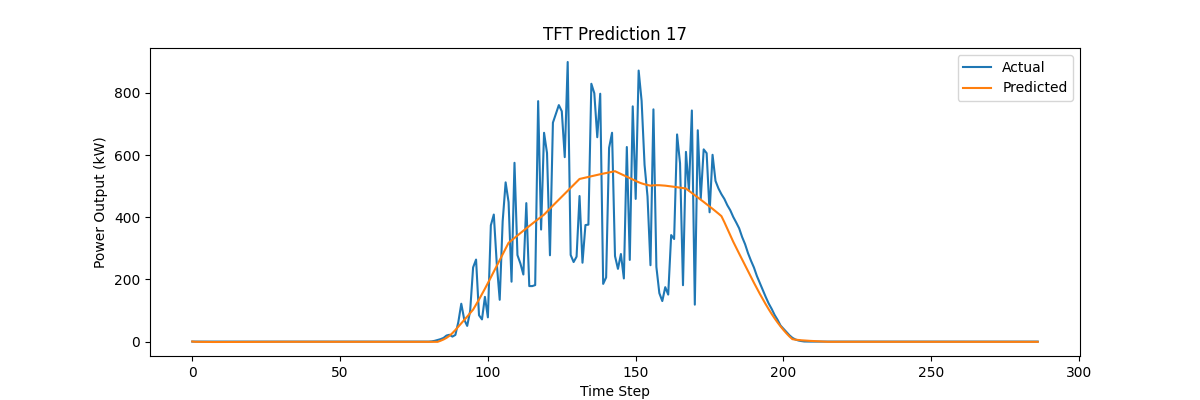 TFT Prediction 17
Actual
Predicted
Power Output (kW)
800
600
400
200
0
0 50 100 150 200 250 300
Time Step